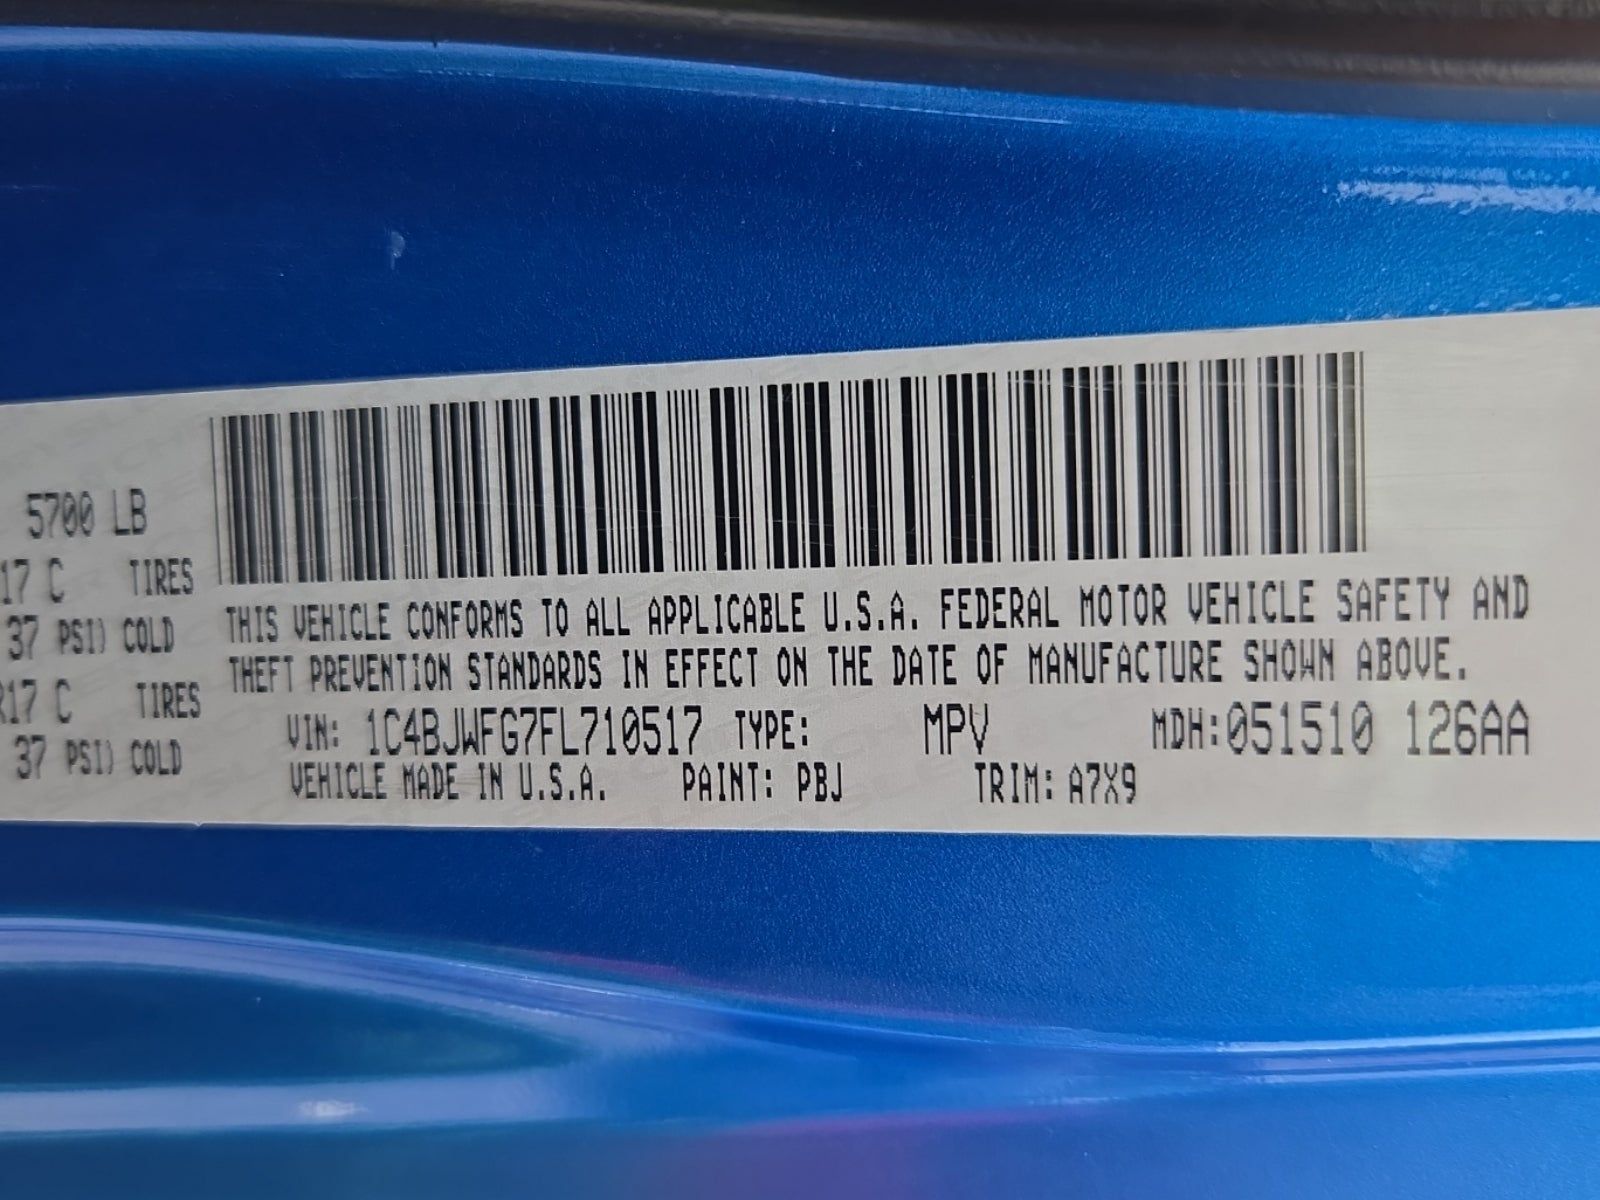 5700 LB
17 C TIRES
37 PSI) COLD
R17 C TIRES
37 PSI) COLD
THIS VEHICLE CONFORMS TO ALL APPLICABLE U.S.A. FEDERAL MOTOR VEHICLE SAFETY AND
THEFT PREVENTION STANDARDS IN EFFECT ON THE DATE OF MANUFACTURE SHOWN ABOVE.
VIN: 1C4BJWFG7FL710517 TYPE: MPV MDH:051510 126AA
VEHICLE MADE IN U.S.A. PAINT: PBJ TRIM: A7X9